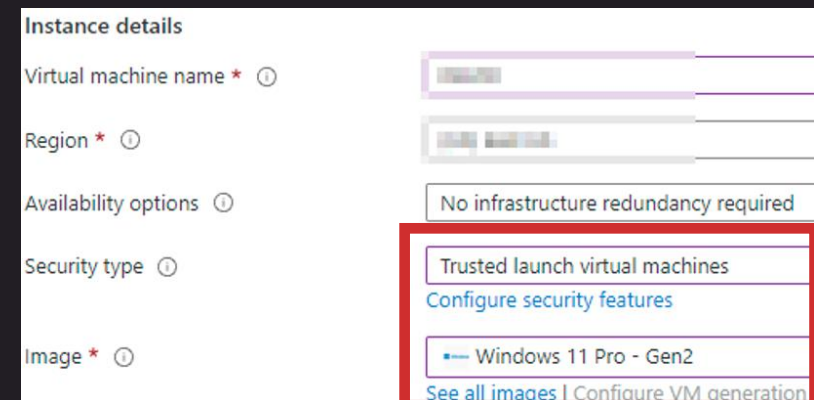 Instance details
Virtual machine name *
Region *
Availability options
No infrastructure redundancy required
Security type
Trusted launch virtual machines
Configure security features
Image *
Windows 11 Pro - Gen2
See all images | Configure VM generation